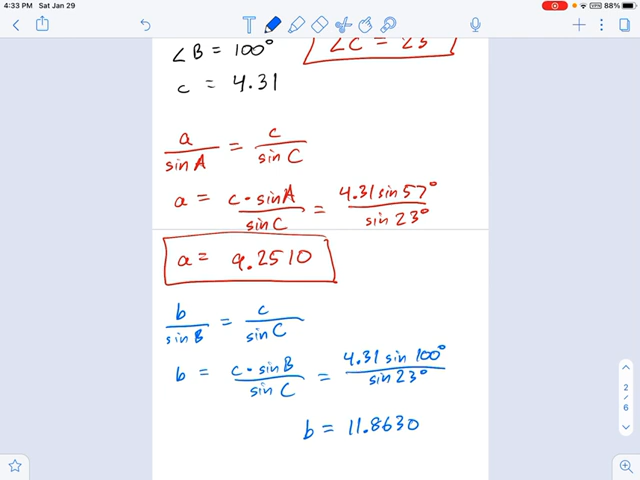 4:33 PM Sat Jan 29
88%
∠B = 100°
∠C = 23
c = 4.31
a/sin A = c/sin C
a = c · sin A/sin C = 4.31 sin 57°/sin 23°
a = 9.2510
b/sin B = c/sin C
b = c · sin B/sin C = 4.31 sin 100°/sin 23°
b = 11.8630
2
/
6